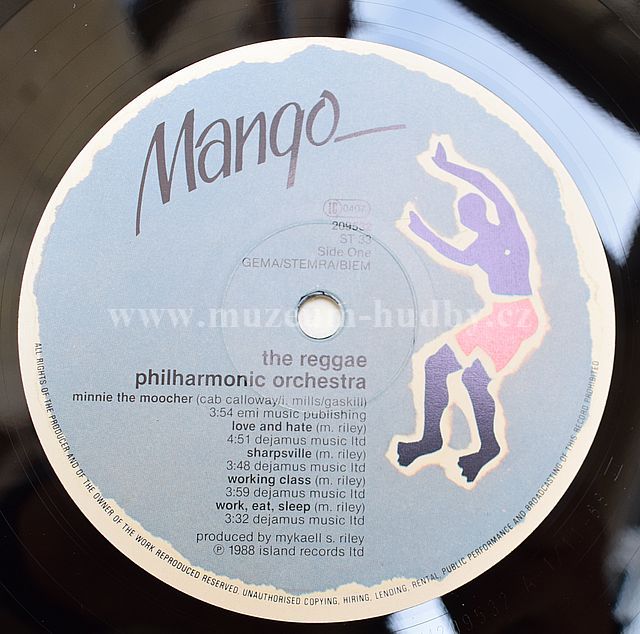 Mango
LC 0407
209532
ST 33
Side One
GEMA/STEMRA/BIEM
www.muzeum-hudby.cz
the reggae
philharmonic orchestra
minnie the moocher (cab calloway/i. mills/gaskill)
3:54 emi music publishing
love and hate (m. riley)
4:51 dejamus music ltd
sharpsville (m. riley)
3:48 dejamus music ltd
working class (m. riley)
3:59 dejamus music ltd
work, eat, sleep (m. riley)
3:32 dejamus music ltd
produced by mykaell s. riley
℗ 1988 island records ltd
ALL RIGHTS OF THE PRODUCER AND OF THE OWNER OF THE WORK REPRODUCED RESERVED. UNAUTHORISED COPYING, HIRING, LENDING, RENTAL, PUBLIC PERFORMANCE AND BROADCASTING OF THIS RECORD PROHIBITED